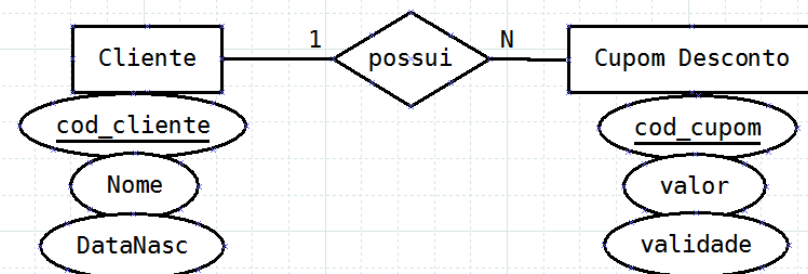 Cliente
1
possui
N
Cupom Desconto
cod_cliente
cod_cupom
Nome
valor
DataNasc
validade